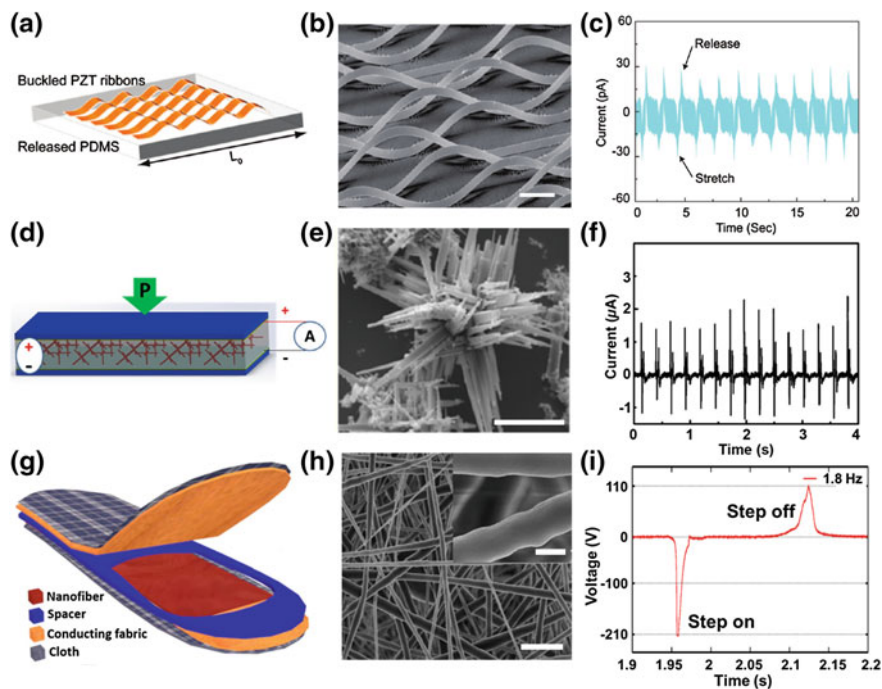 (a)
Buckled PZT ribbons
Released PDMS
L₀
(b)
(c)
60
30
0
-30
-60
Current (pA)
Release
Stretch
0
5
10
15
20
Time (Sec)
(d)
P
+
-
+
A
-
(e)
(f)
3
2
1
0
-1
Current (µA)
0
1
2
3
4
Time (s)
(g)
Nanofiber
Spacer
Conducting fabric
Cloth
(h)
(i)
110
0
-100
-210
Voltage (V)
1.8 Hz
Step off
Step on
1.9
1.95
2
2.05
2.1
2.15
2.2
Time (s)